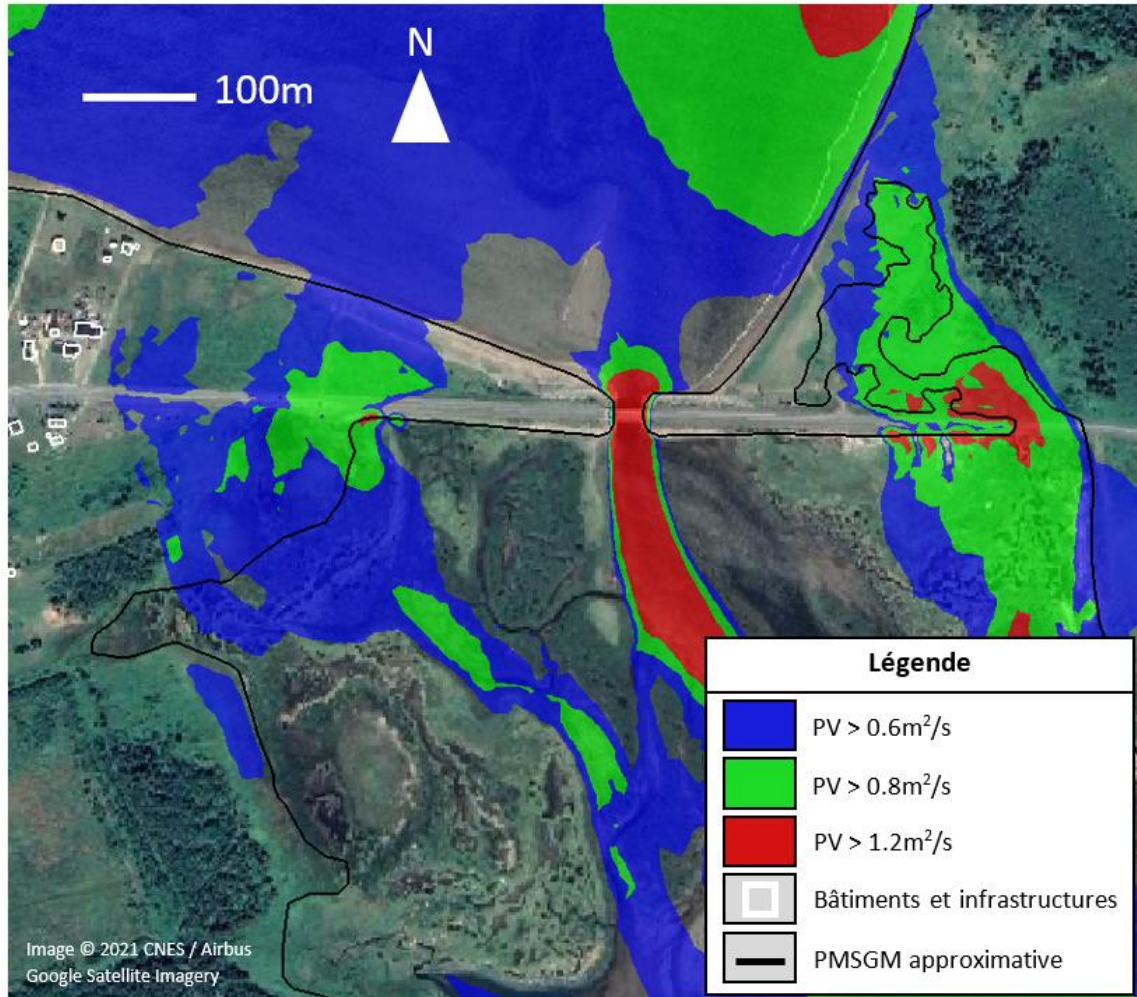 N
100m
Légende
PV > 0.6m²/s
PV > 0.8m²/s
PV > 1.2m²/s
Bâtiments et infrastructures
PMSGM approximative
Image © 2021 CNES / Airbus
Google Satellite Imagery